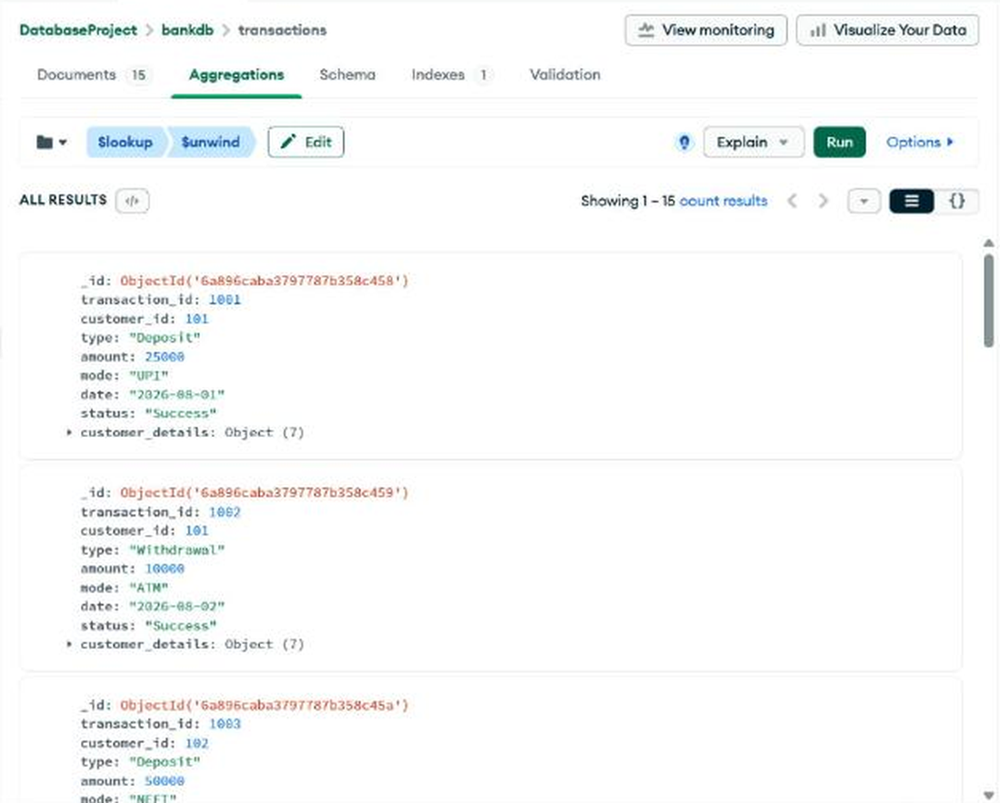 DatabaseProject > bankdb > transactions
View monitoring
Visualize Your Data
Documents 15 Aggregations Schema Indexes 1 Validation
$lookup $unwind Edit
Explain Run Options
ALL RESULTS </>
Showing 1 – 15 count results
{}
_id: ObjectId('6a896caba3797787b358c458')
transaction_id: 1001
customer_id: 101
type: "Deposit"
amount: 25000
mode: "UPI"
date: "2026-08-01"
status: "Success"
customer_details: Object (7)
_id: ObjectId('6a896caba3797787b358c459')
transaction_id: 1002
customer_id: 101
type: "Withdrawal"
amount: 10000
mode: "ATM"
date: "2026-08-02"
status: "Success"
customer_details: Object (7)
_id: ObjectId('6a896caba3797787b358c45a')
transaction_id: 1003
customer_id: 102
type: "Deposit"
amount: 50000
mode: "NEFT"